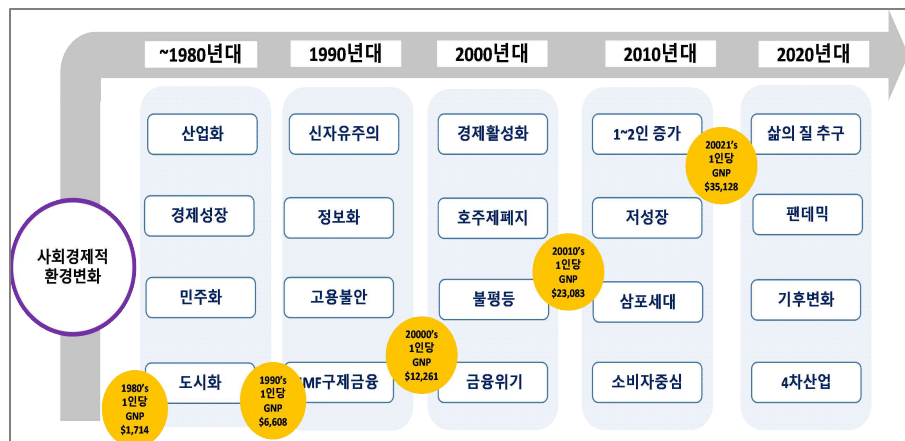 ~1980년대
1990년대
2000년대
2010년대
2020년대
사회경제적
환경변화
산업화
경제성장
민주화
도시화
1980's
1인당
GNP
$1,714
신자유주의
정보화
고용불안
IMF구제금융
1990's
1인당
GNP
$6,608
경제활성화
호주제폐지
불평등
금융위기
20000's
1인당
GNP
$12,261
1~2인 증가
저성장
삼포세대
소비자중심
20010's
1인당
GNP
$23,083
삶의 질 추구
팬데믹
기후변화
4차산업
20021's
1인당
GNP
$35,128